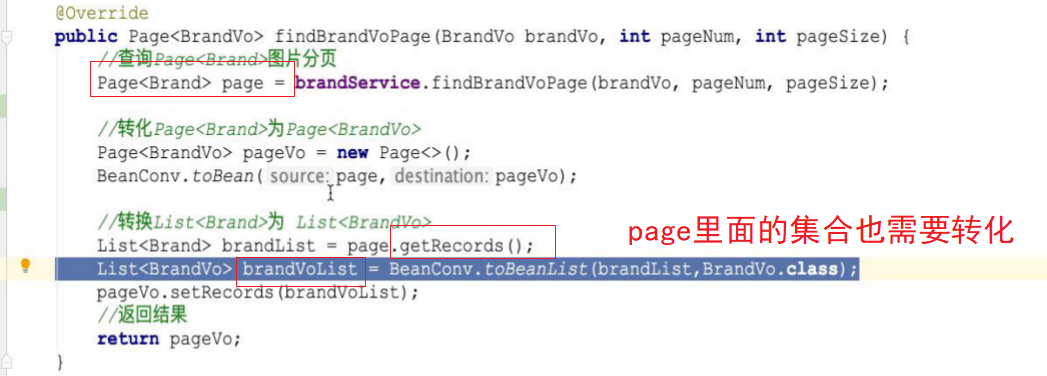 @Override
public Page<BrandVo> findBrandVoPage(BrandVo brandVo, int pageNum, int pageSize) {
//查询Page<Brand>图片分页
Page<Brand> page = brandService.findBrandVoPage(brandVo, pageNum, pageSize);
//转化Page<Brand>为Page<BrandVo>
Page<BrandVo> pageVo = new Page<>();
BeanConv.toBean( source: page, destination: pageVo);
//转换List<Brand>为 List<BrandVo>
List<Brand> brandList = page.getRecords();
page里面的集合也需要转化
List<BrandVo> brandVoList = BeanConv.toBeanList(brandList,BrandVo.class);
pageVo.setRecords(brandVoList);
//返回结果
return pageVo;
}